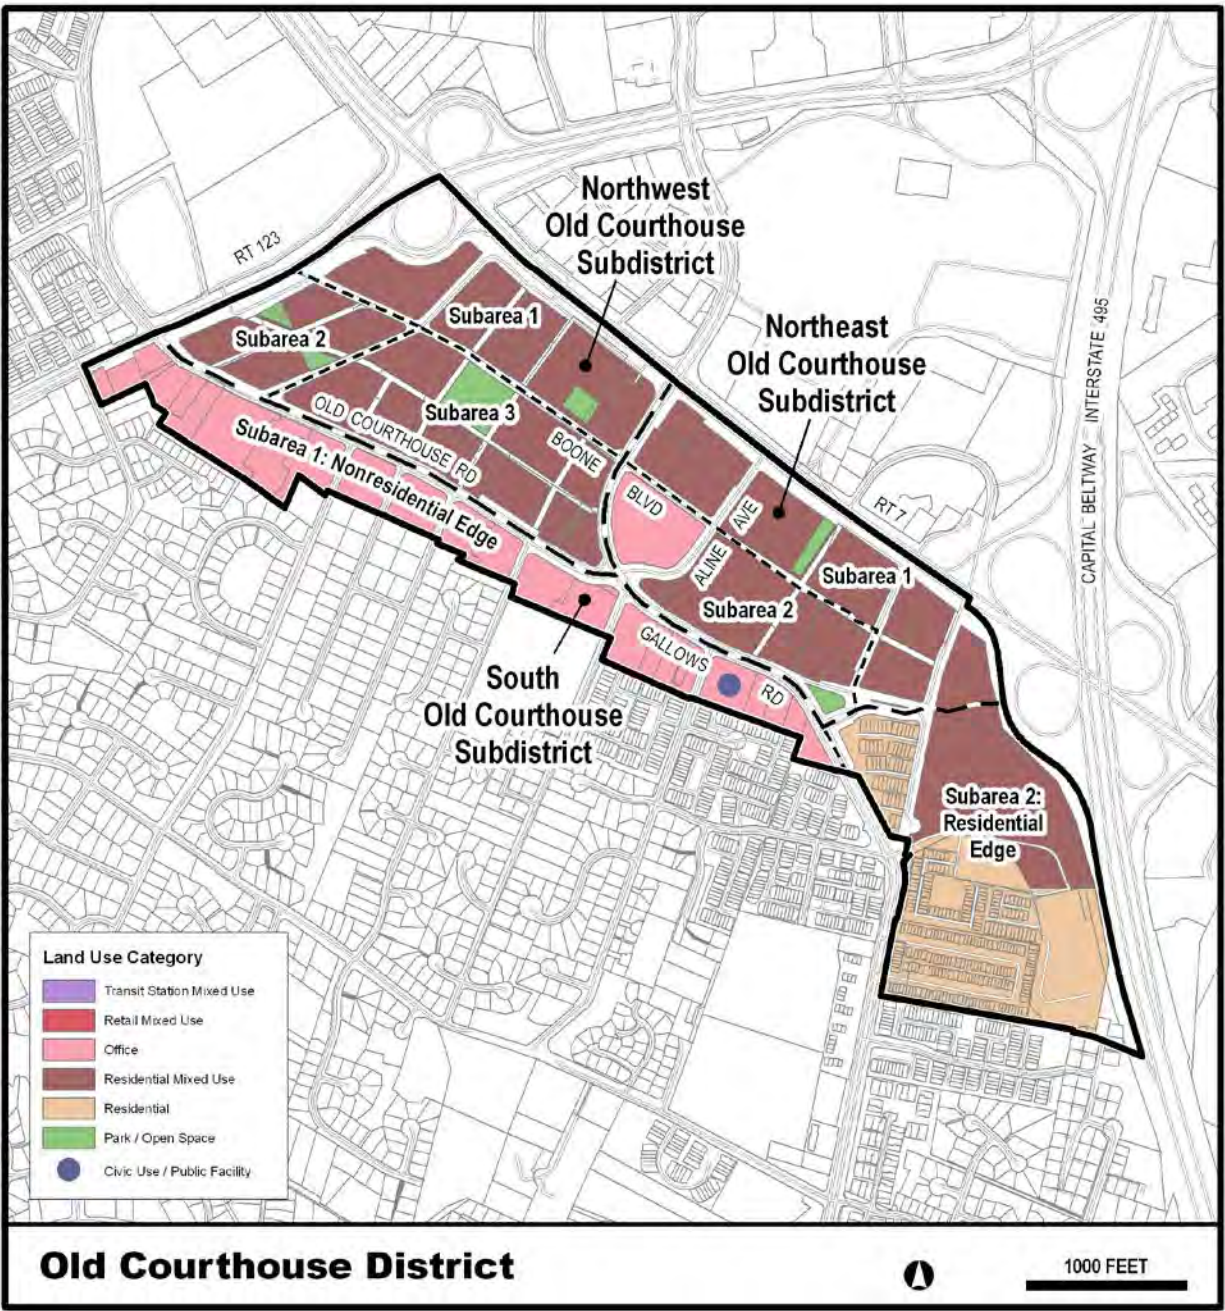 Northwest
Old Courthouse
Subdistrict
RT 123
Subarea 1
Northeast
Old Courthouse
Subdistrict
Subarea 2
CAPITAL BELTWAY INTERSTATE 495
Subarea 3
OLD COURTHOUSE RD
BOONE
BLVD
Subarea 1: Nonresidential Edge
RT 7
ALINE AVE
Subarea 1
Subarea 2
GALLOWS RD
South
Old Courthouse
Subdistrict
Subarea 2:
Residential
Edge
Land Use Category
Transit Station Mixed Use
Retail Mixed Use
Office
Residential Mixed Use
Residential
Park / Open Space
Civic Use / Public Facility
Old Courthouse District
1000 FEET